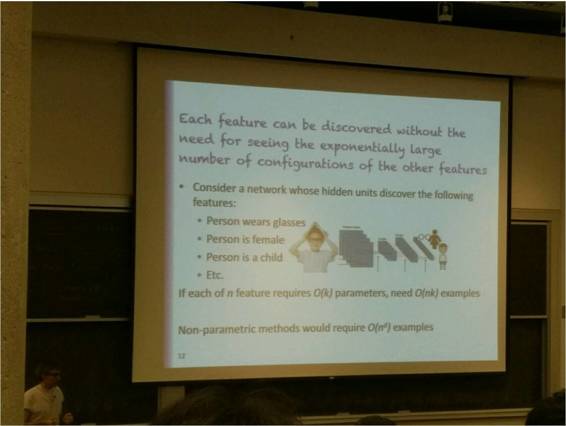 Each feature can be discovered without the
need for seeing the exponentially large
number of configurations of the other features
• Consider a network whose hidden units discover the following
features:
• Person wears glasses
• Person is female
• Person is a child
• Etc.
If each of n feature requires O(k) parameters, need O(nk) examples
Non-parametric methods would require O(nᵈ) examples
12